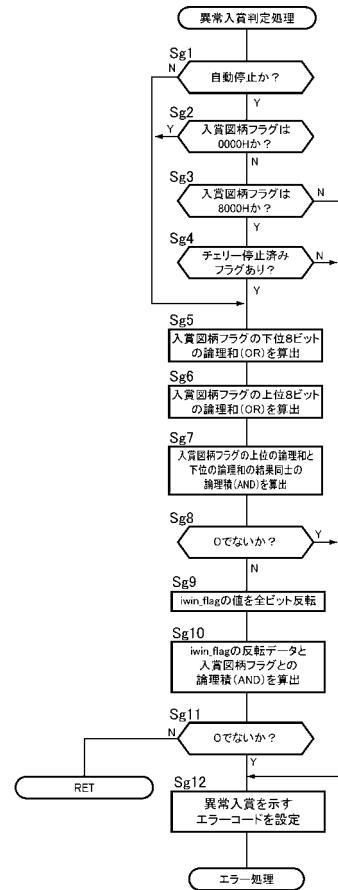 異常入賞判定処理
Sg1
N
自動停止か？
Y
Sg2
Y
入賞図柄フラグは
0000Hか？
N
Sg3
入賞図柄フラグは
8000Hか？
N
Y
Sg4
チェリー停止済み
フラグあり？
N
Y
Sg5
入賞図柄フラグの下位8ビット
の論理和(OR)を算出
Sg6
入賞図柄フラグの上位8ビット
の論理和(OR)を算出
Sg7
入賞図柄フラグの上位の論理和と
下位の論理和の結果同士の
論理積(AND)を算出
Sg8
0でないか？
Y
N
Sg9
iwin_flagの値を全ビット反転
Sg10
iwin_flagの反転データと
入賞図柄フラグとの
論理積(AND)を算出
Sg11
N
0でないか？
Y
RET
Sg12
異常入賞を示す
エラーコードを設定
エラー処理